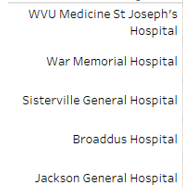 WVU Medicine St Joseph's
Hospital
War Memorial Hospital
Sisterville General Hospital
Broaddus Hospital
Jackson General Hospital